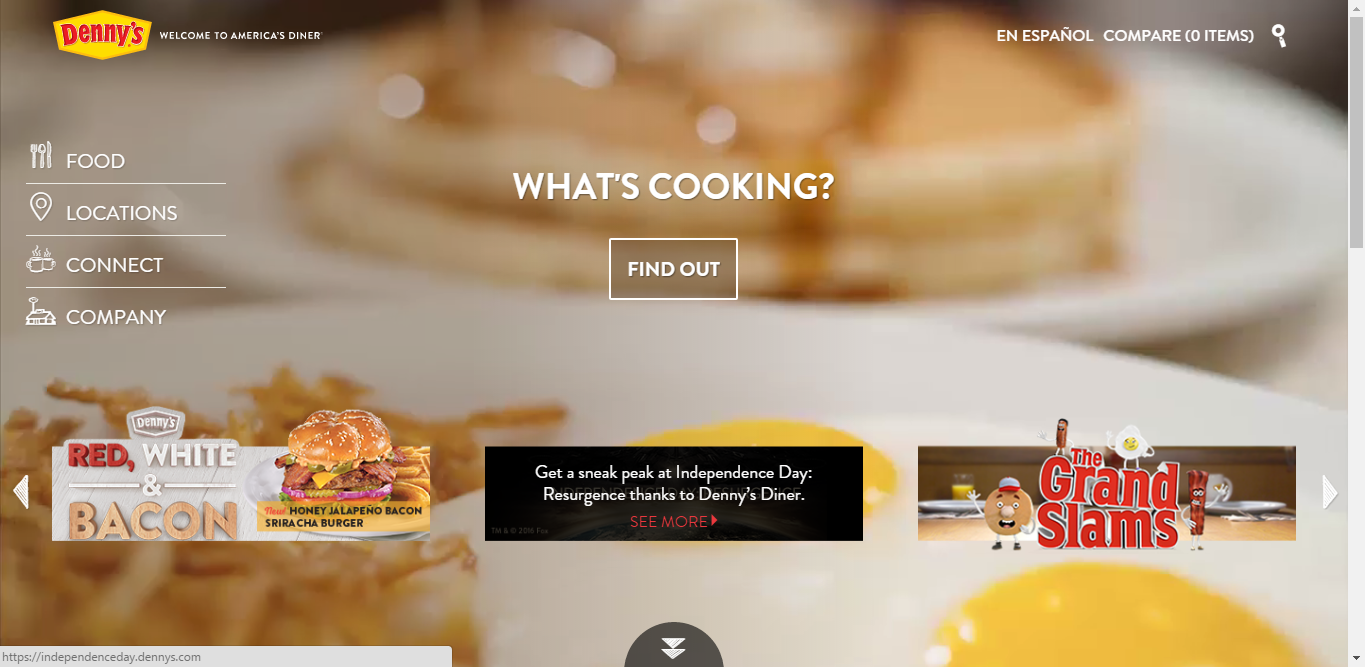 Denny's
WELCOME TO AMERICA'S DINER
EN ESPAÑOL COMPARE (0 ITEMS)
FOOD
LOCATIONS
CONNECT
COMPANY
WHAT'S COOKING?
FIND OUT
Denny's
RED, WHITE
&
BACON
New! HONEY JALAPEÑO BACON
SRIRACHA BURGER
Get a sneak peak at Independence Day:
Resurgence thanks to Denny's Diner.
SEE MORE
TM & © 2016 Fox
The
Grand
Slams
https://independenceday.dennys.com